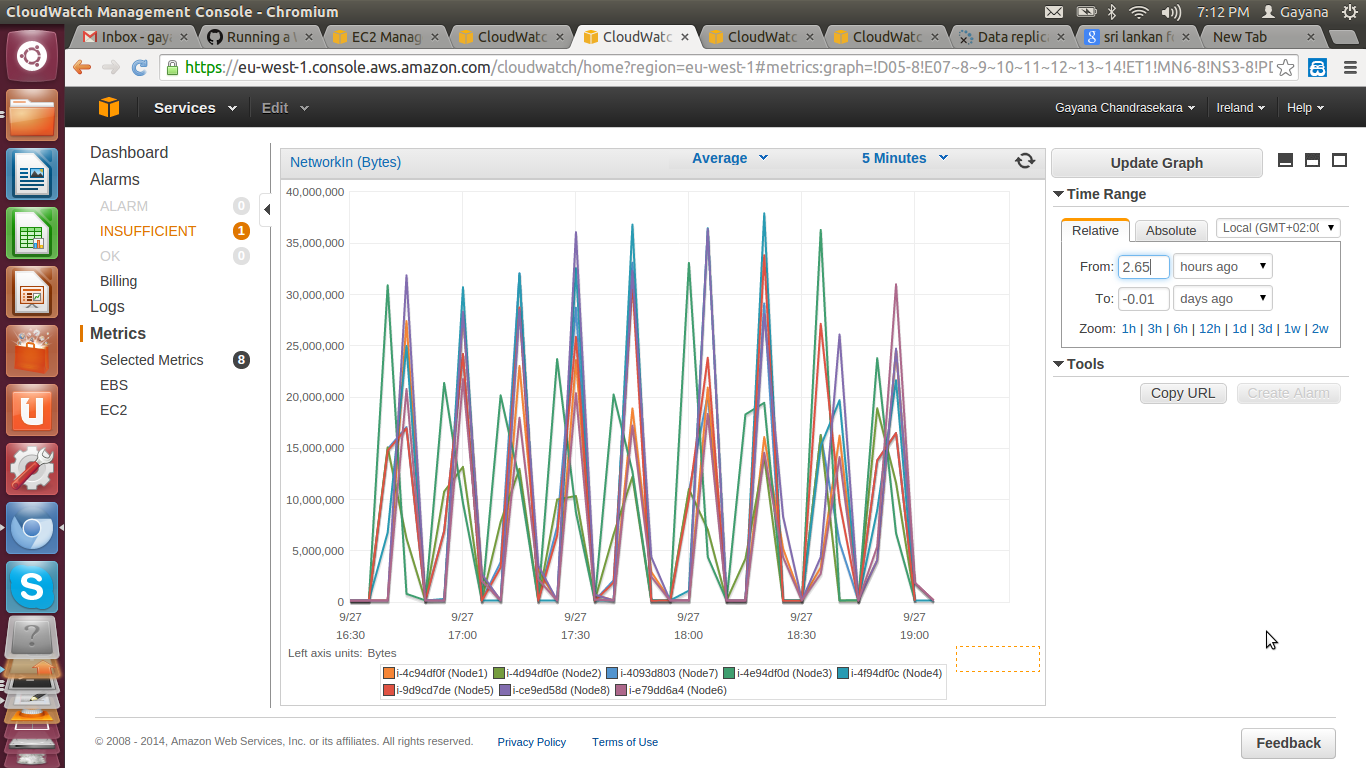 CloudWatch Management Console - Chromium
7:12 PM Gayana
Inbox - gay
Running a
EC2 Manag
CloudWatc
CloudWatc
CloudWatc
CloudWatc
Data replic
sri lankan f
New Tab
https://eu-west-1.console.aws.amazon.com/cloudwatch/home?region=eu-west-1#metrics:graph=!D05-8!E07~8~9~10~11~12~13~14!ET1!MN6-8!NS3-8!PD
Services Edit Gayana Chandrasekara Ireland Help
Dashboard
Alarms
ALARM 0
INSUFFICIENT 1
OK 0
Billing
Logs
Metrics
Selected Metrics 8
EBS
EC2
NetworkIn (Bytes) Average 5 Minutes
40,000,000
35,000,000
30,000,000
25,000,000
20,000,000
15,000,000
10,000,000
5,000,000
0
9/27 9/27 9/27 9/27 9/27 9/27
16:30 17:00 17:30 18:00 18:30 19:00
Left axis units: Bytes
i-4c94df0f (Node1) i-4d94df0e (Node2) i-4093d803 (Node7) i-4e94df0d (Node3) i-4f94df0c (Node4)
i-9d9cd7de (Node5) i-ce9ed58d (Node8) i-e79dd6a4 (Node6)
Update Graph
Time Range
Relative Absolute Local (GMT+02:00
From: 2.65 hours ago
To: -0.01 days ago
Zoom: 1h | 3h | 6h | 12h | 1d | 3d | 1w | 2w
Tools
Copy URL Create Alarm
© 2008 - 2014, Amazon Web Services, Inc. or its affiliates. All rights reserved. Privacy Policy Terms of Use
Feedback